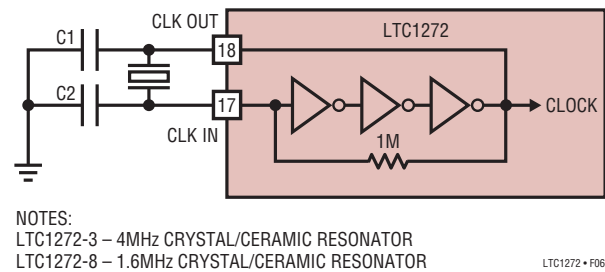 CLK OUT
LTC1272
C1
18
C2
17
CLOCK
1M
CLK IN
NOTES:
LTC1272-3 – 4MHz CRYSTAL/CERAMIC RESONATOR
LTC1272-8 – 1.6MHz CRYSTAL/CERAMIC RESONATOR
LTC1272 • F06